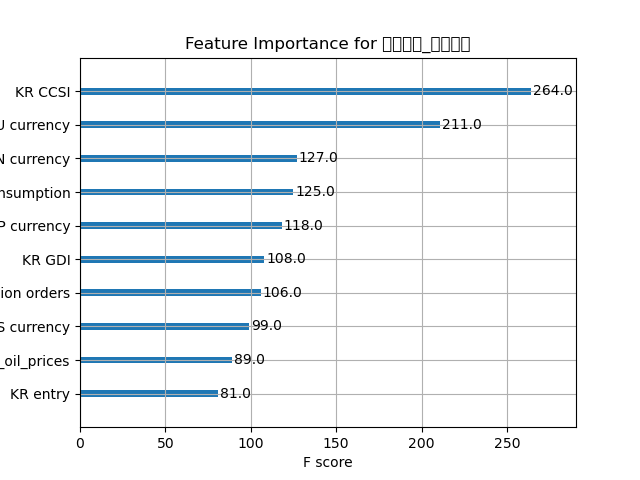 Feature Importance for
KR CCSI 264.0
currency 211.0
currency 127.0
125.0
currency 118.0
KR GDI 108.0
orders 106.0
currency 99.0
_oil_prices 89.0
KR entry 81.0
0 50 100 150 200 250
F score